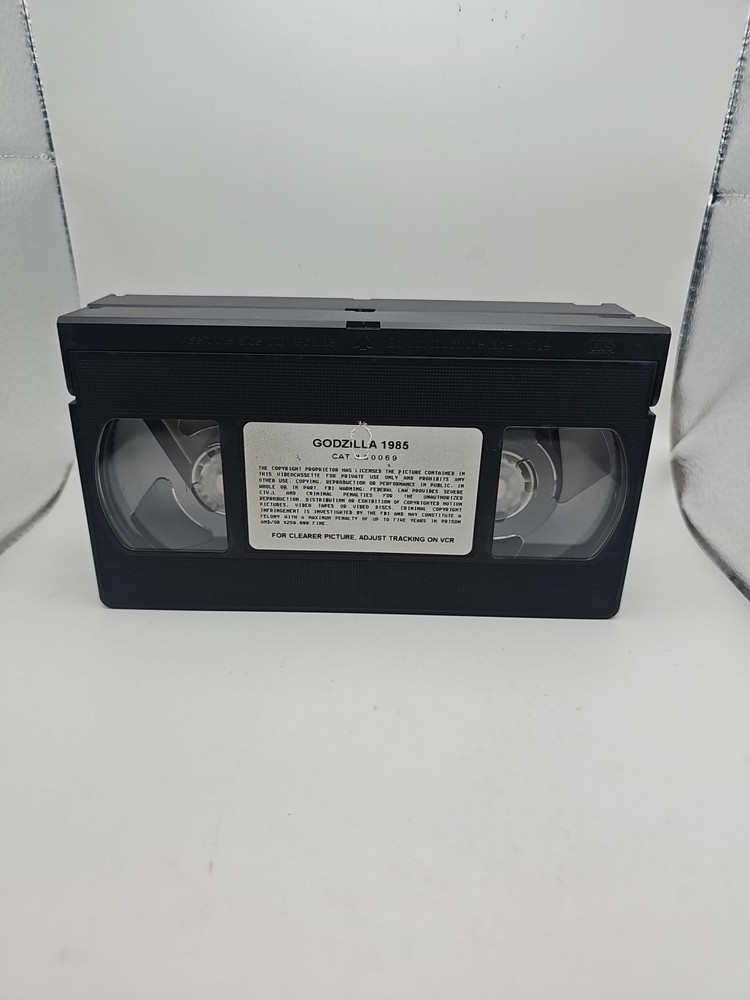 GODZILLA 1985
CAT 0069
THE COPYRIGHT PROPRIETOR HAS LICENSED THE PICTURE CONTAINED IN
THIS VIDEOCASSETTE FOR PRIVATE USE ONLY AND PROHIBITS ANY
OTHER USE. COPYING, REPRODUCTION OR PERFORMANCE IN PUBLIC, IN
WHOLE OR IN PART. FBI WARNING: FEDERAL LAW PROVIDES SEVERE
CIVIL AND CRIMINAL PENALTIES FOR THE UNAUTHORIZED
REPRODUCTION, DISTRIBUTION OR EXHIBITION OF COPYRIGHTED MOTION
PICTURES, VIDEO TAPES OR VIDEO DISCS. CRIMINAL COPYRIGHT
INFRINGEMENT IS INVESTIGATED BY THE FBI AND MAY CONSTITUTE A
FELONY WITH A MAXIMUM PENALTY OF UP TO FIVE YEARS IN PRISON
AND/OR $250,000 FINE.
FOR CLEARER PICTURE, ADJUST TRACKING ON VCR